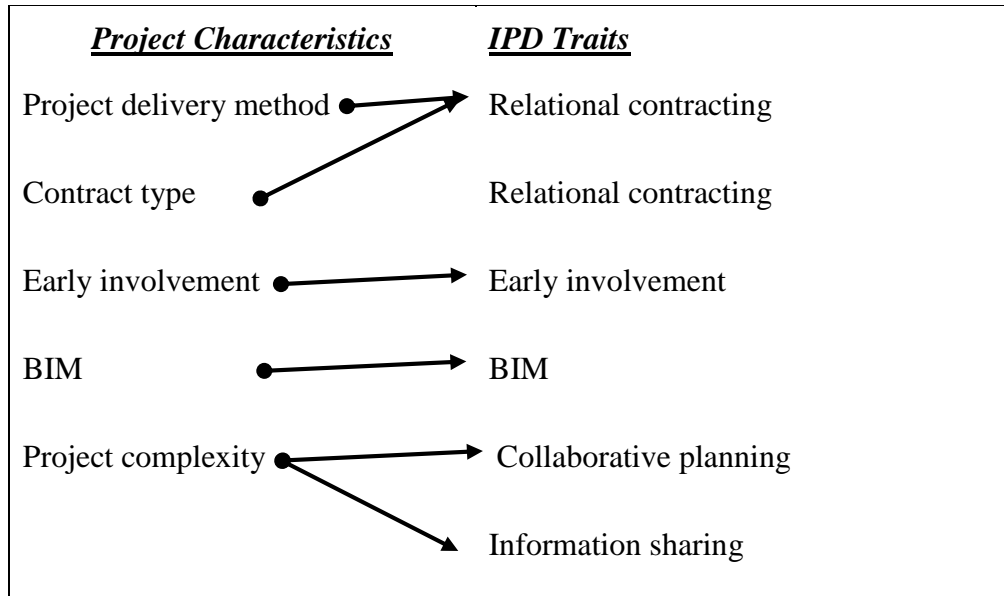 Project Characteristics IPD Traits
Project delivery method Relational contracting
Contract type Relational contracting
Early involvement Early involvement
BIM BIM
Project complexity Collaborative planning
Information sharing